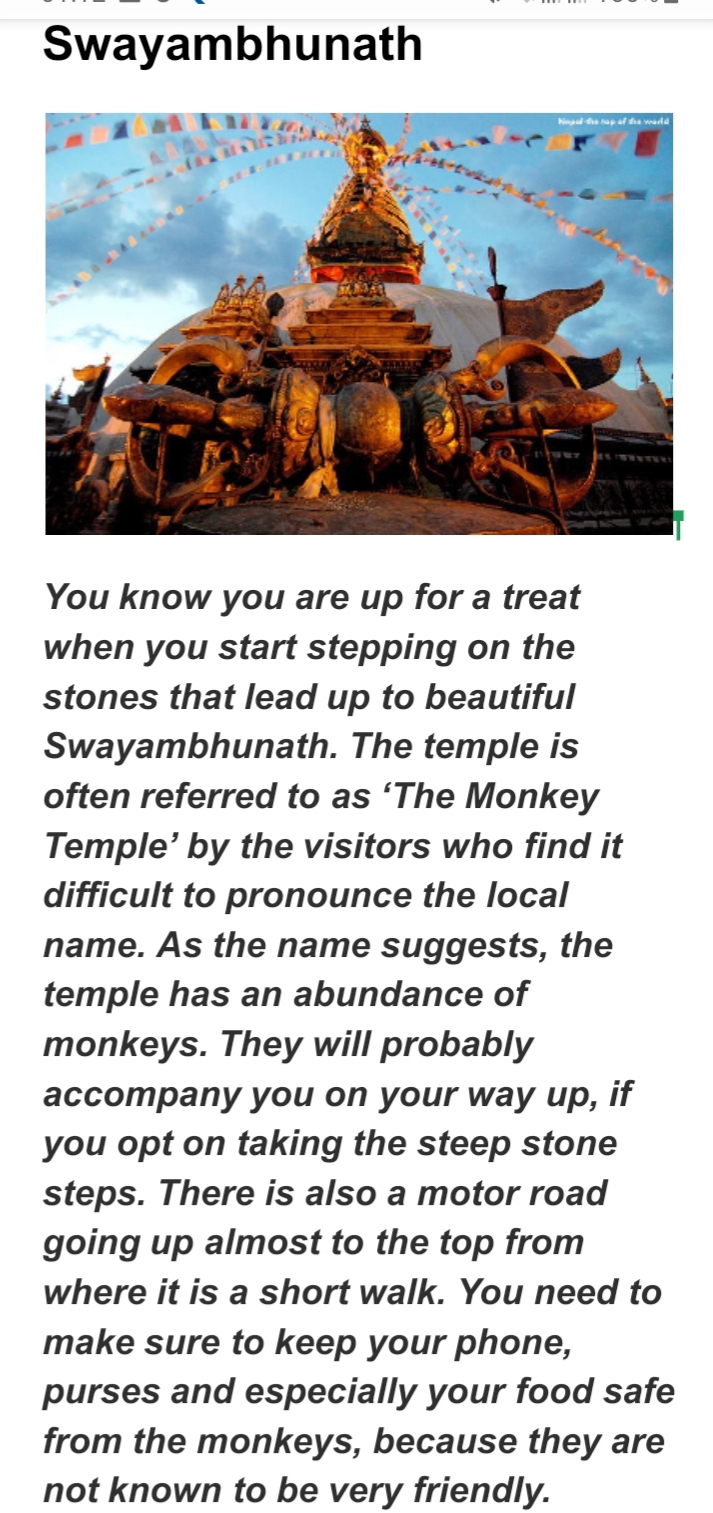 Swayambhunath
Nepal-the top of the world
You know you are up for a treat
when you start stepping on the
stones that lead up to beautiful
Swayambhunath. The temple is
often referred to as ‘The Monkey
Temple’ by the visitors who find it
difficult to pronounce the local
name. As the name suggests, the
temple has an abundance of
monkeys. They will probably
accompany you on your way up, if
you opt on taking the steep stone
steps. There is also a motor road
going up almost to the top from
where it is a short walk. You need to
make sure to keep your phone,
purses and especially your food safe
from the monkeys, because they are
not known to be very friendly.